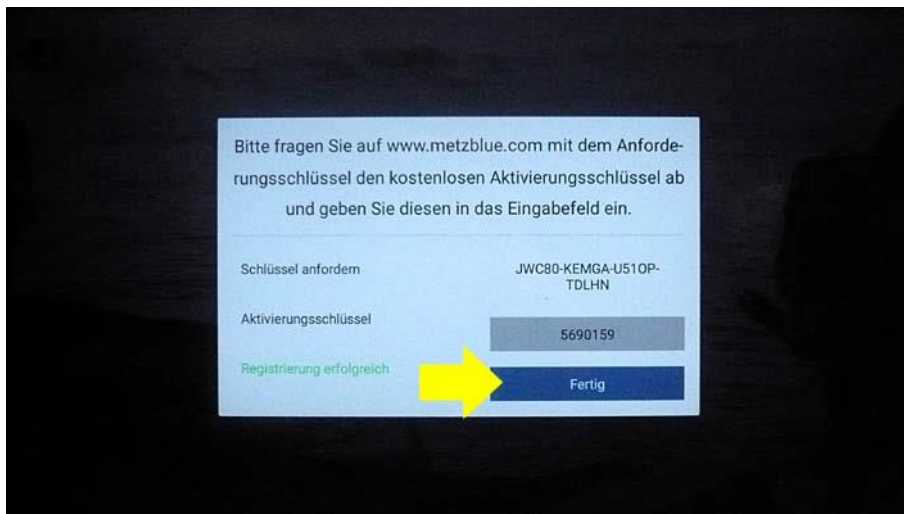 Bitte fragen Sie auf www.metzblue.com mit dem Anforde-
rungsschlüssel den kostenlosen Aktivierungsschlüssel ab
und geben Sie diesen in das Eingabefeld ein.
Schlüssel anfordern
JWC80-KEMGA-U51OP-
TDLHN
Aktivierungsschlüssel
5690159
Registrierung erfolgreich
Fertig